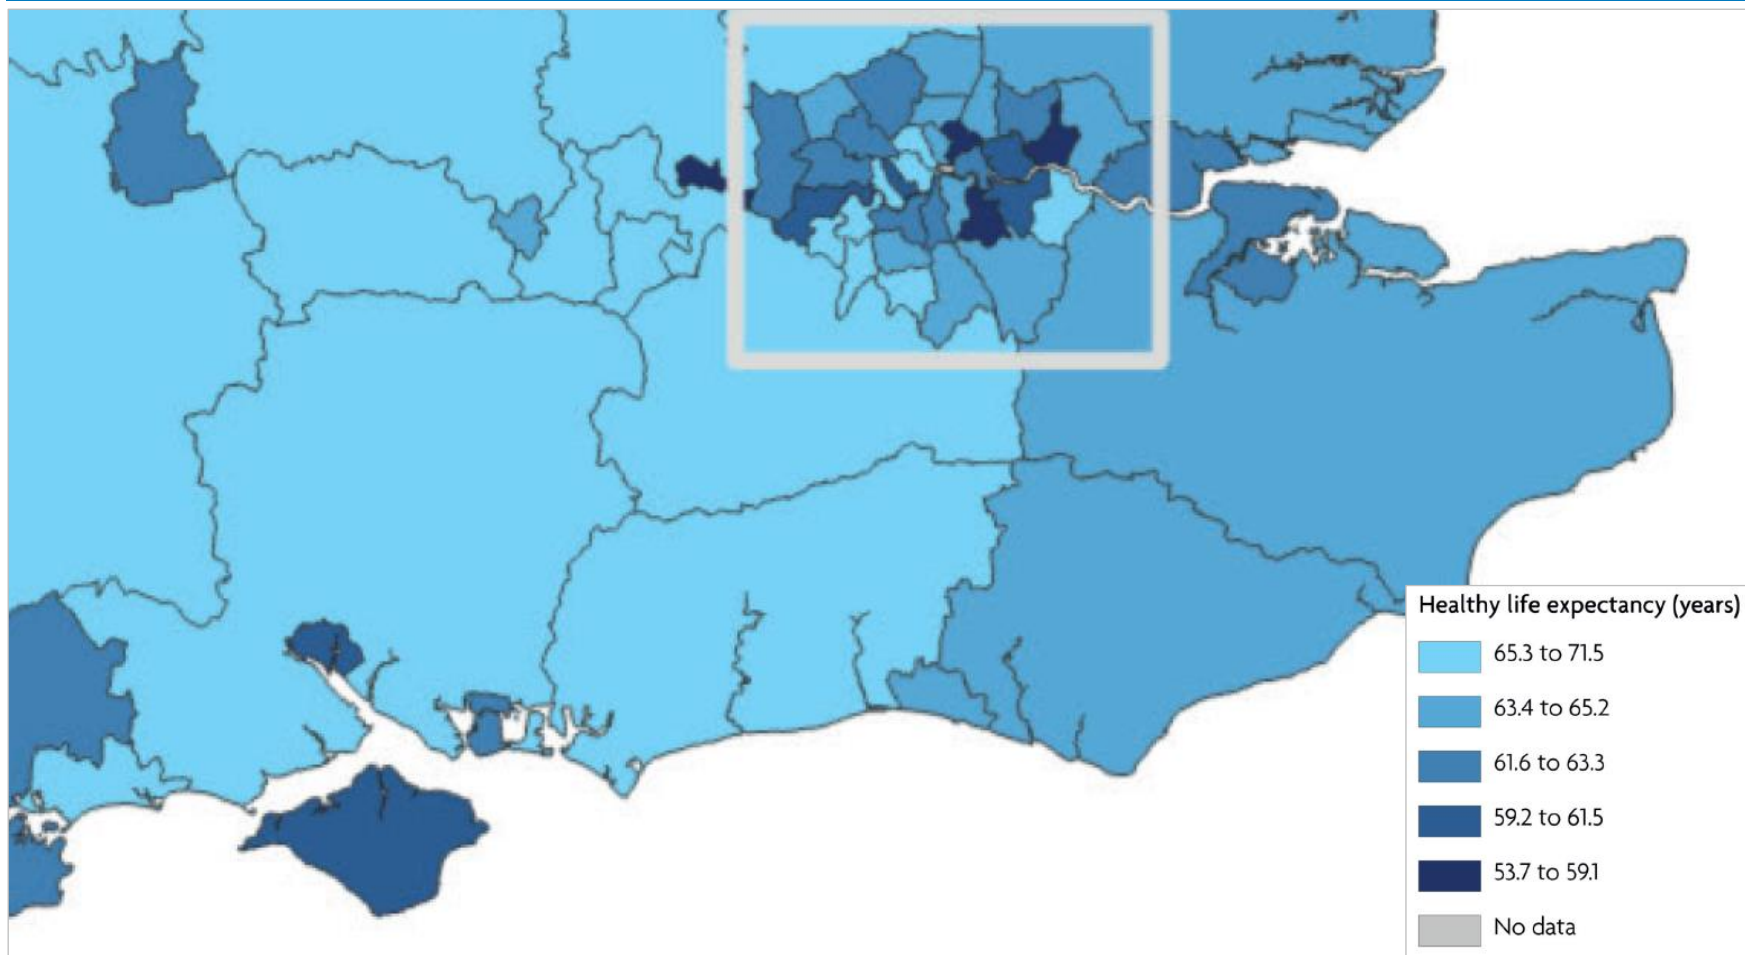 Healthy life expectancy (years)
65.3 to 71.5
63.4 to 65.2
61.6 to 63.3
59.2 to 61.5
53.7 to 59.1
No data